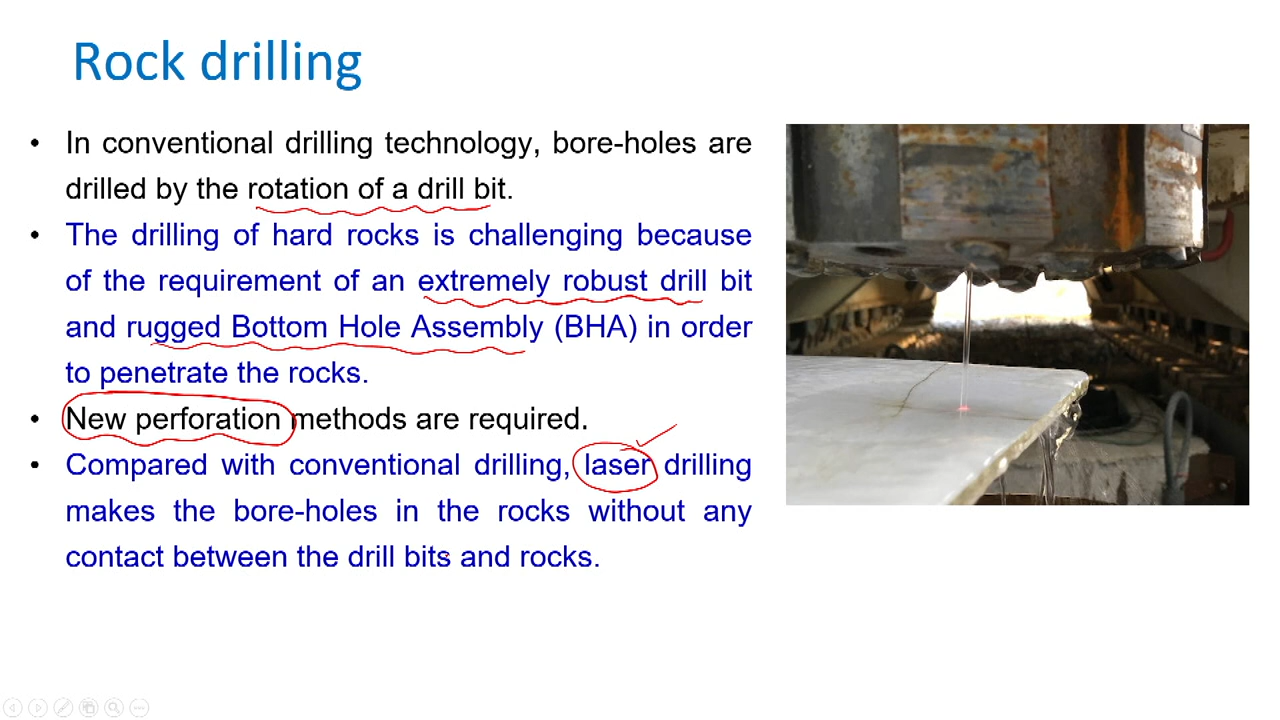 Rock drilling
• In conventional drilling technology, bore-holes are
drilled by the rotation of a drill bit.
• The drilling of hard rocks is challenging because
of the requirement of an extremely robust drill bit
and rugged Bottom Hole Assembly (BHA) in order
to penetrate the rocks.
• New perforation methods are required.
• Compared with conventional drilling, laser drilling
makes the bore-holes in the rocks without any
contact between the drill bits and rocks.